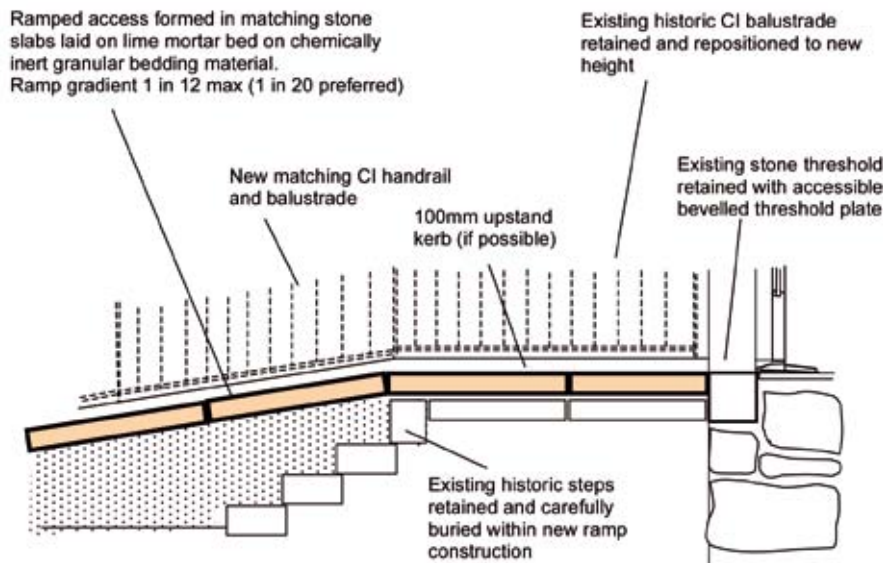 Ramped access formed in matching stone
slabs laid on lime mortar bed on chemically
inert granular bedding material.
Ramp gradient 1 in 12 max (1 in 20 preferred)
Existing historic CI balustrade
retained and repositioned to new
height
New matching CI handrail
and balustrade
100mm upstand
kerb (if possible)
Existing stone threshold
retained with accessible
bevelled threshold plate
Existing historic steps
retained and carefully
buried within new ramp
construction